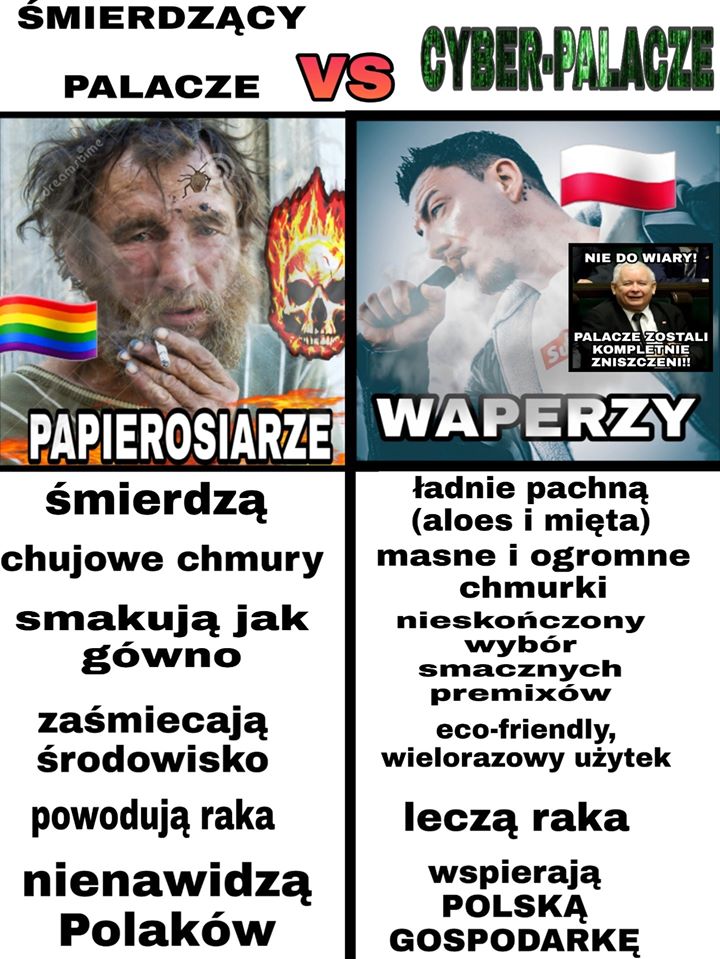 ŚMIERDZĄCY
PALACZE
VS
CYBER-PALACZE
dreamstime
NIE DO WIARY!
PALACZE ZOSTALI
KOMPLETNIE
ZNISZCZENI!!
Su
PAPIEROSIARZE
WAPERZY
śmierdzą
chujowe chmury
smakują jak
gówno
zaśmiecają
środowisko
powodują raka
nienawidzą
Polaków
ładnie pachną
(aloes i mięta)
masne i ogromne
chmurki
nieskończony
wybór
smacznych
premixów
eco-friendly,
wielorazowy użytek
leczą raka
wspierają
POLSKĄ
GOSPODARKĘ